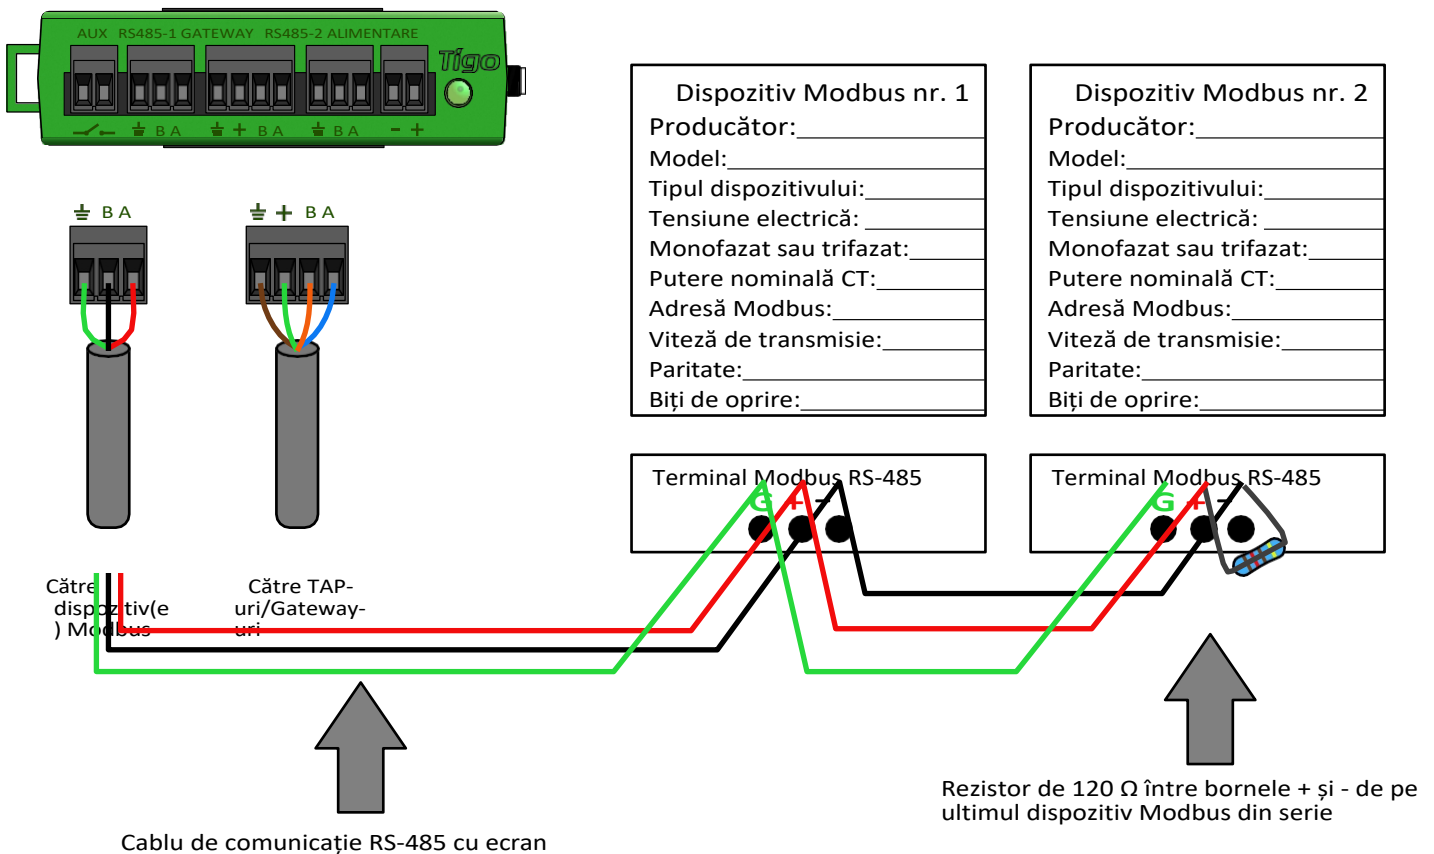 AUX RS485-1 GATEWAY RS485-2 ALIMENTARE
Tigo
B A + B A B A - +
B A
+ B A
Către
dispozitiv(e
) Modbus
Către TAP-
uri/Gateway-
uri
Dispozitiv Modbus nr. 1
Producător:
Model:
Tipul dispozitivului:
Tensiune electrică:
Monofazat sau trifazat:
Putere nominală CT:
Adresă Modbus:
Viteză de transmisie:
Paritate:
Biți de oprire:
Dispozitiv Modbus nr. 2
Producător:
Model:
Tipul dispozitivului:
Tensiune electrică:
Monofazat sau trifazat:
Putere nominală CT:
Adresă Modbus:
Viteză de transmisie:
Paritate:
Biți de oprire:
Terminal Modbus RS-485
G + -
Terminal Modbus RS-485
G + -
Cablu de comunicație RS-485 cu ecran
Rezistor de 120 Ω între bornele + și - de pe
ultimul dispozitiv Modbus din serie